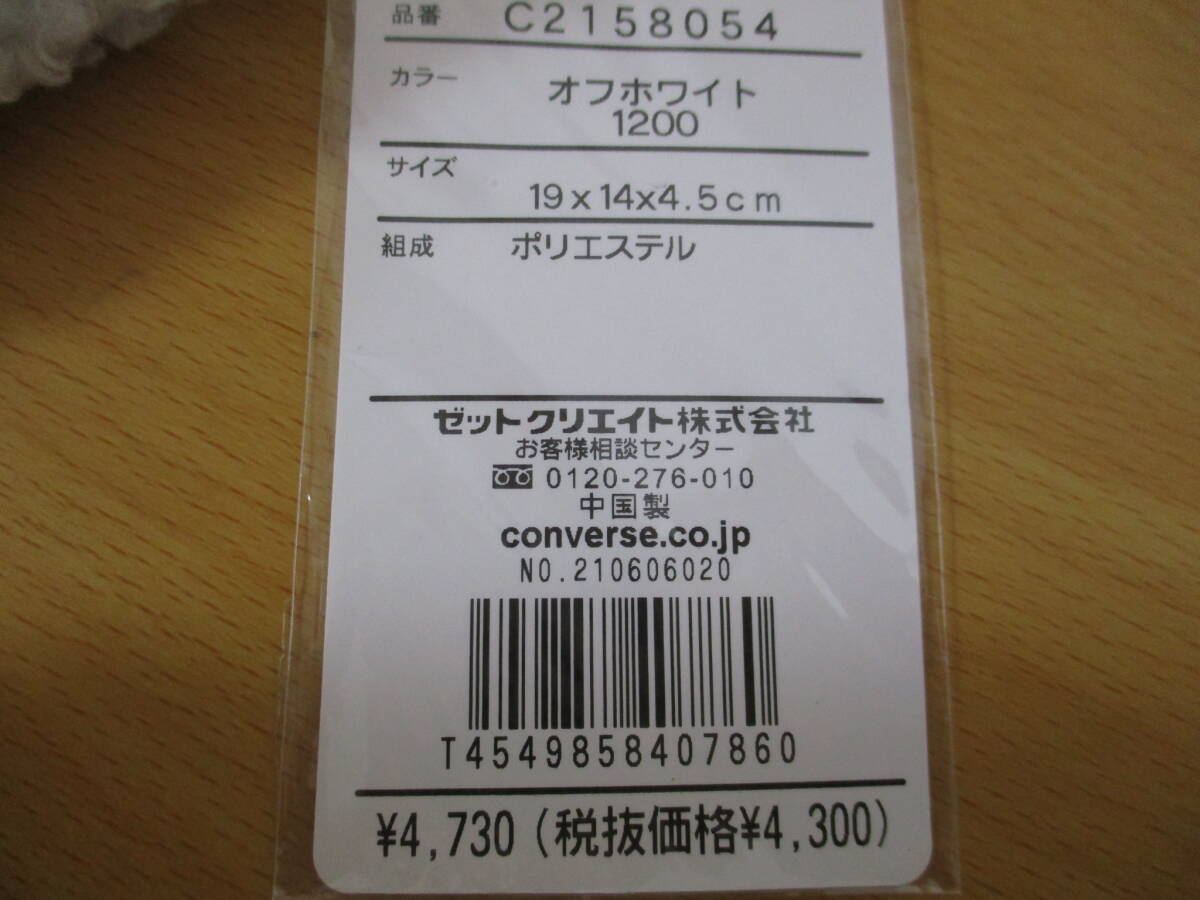 品番 C2158054
カラー オフホワイト
1200
サイズ
19x14x4.5cm
組成 ポリエステル
ゼットクリエイト株式会社
お客様相談センター
0120-276-010
中国製
converse.co.jp
NO.210606020
T4549858407860
¥4,730(税抜価格¥4,300)